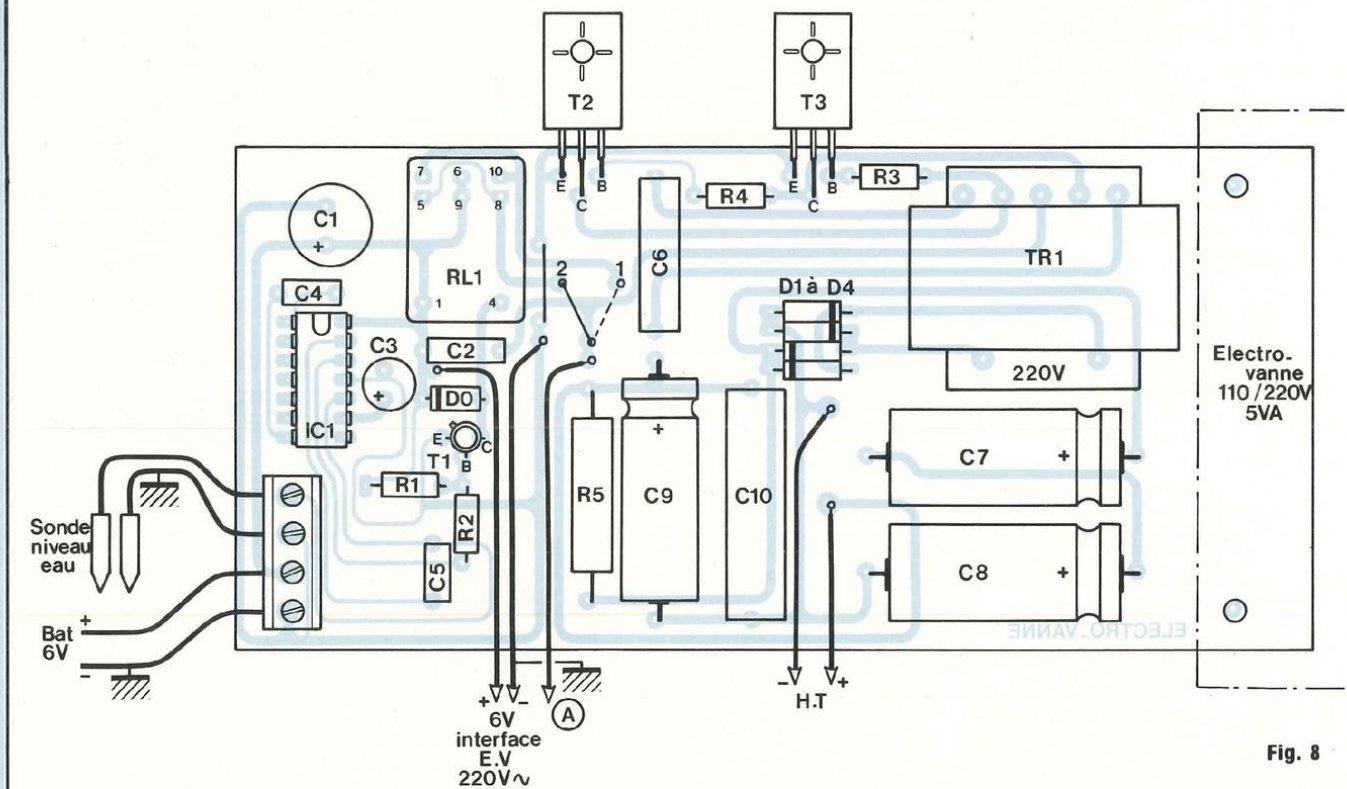 T2
T3
E
C
B
E
C
B
7 6 10
5 9 8
RL1
1 4
C1
+
C4
IC1
C3
+
C2
D0
E
C
B
T1
R1
R2
C5
2
1
C6
R4
R3
D1 à D4
TR1
220V
R5
C9
+
C10
C7 +
C8 +
ELECTRO.VANNE
Electro-
vanne
110/220V
5VA
Sonde
niveau
eau
+
Bat
6V
-
+ -
6V
interface
E.V
220V~
A
- +
H.T
Fig. 8